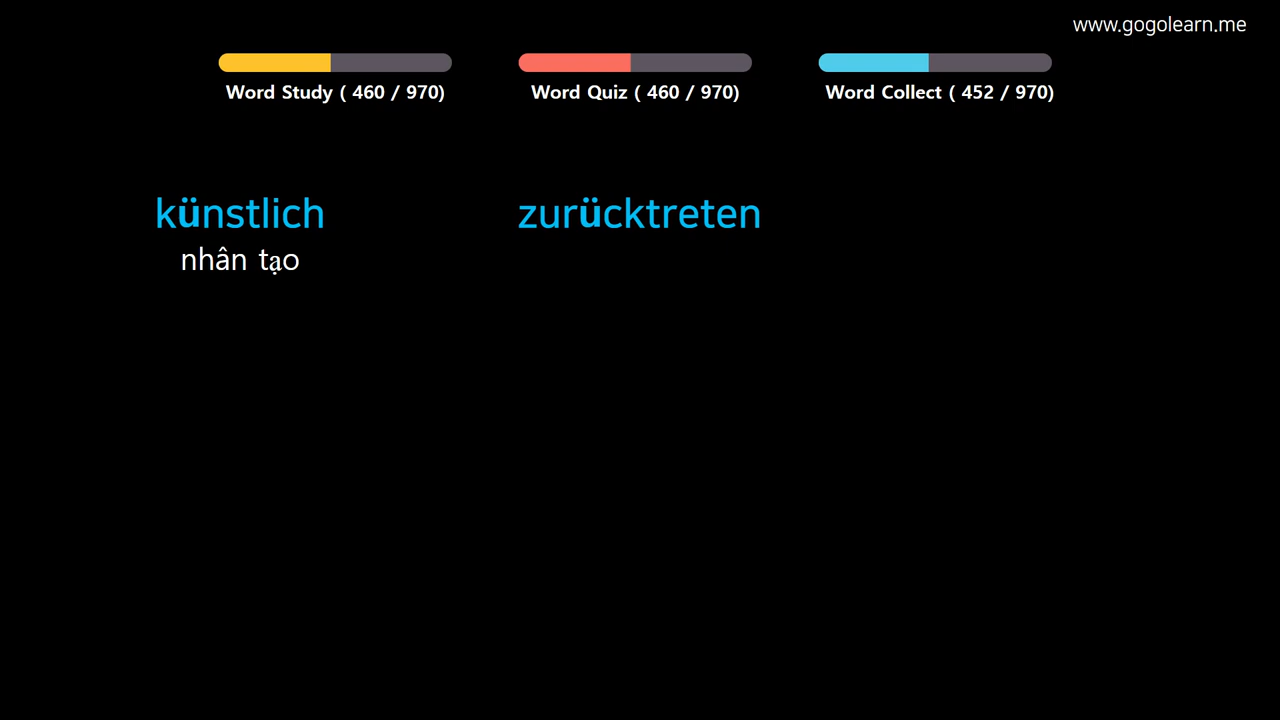 www.gogolearn.me
Word Study ( 460 / 970)
Word Quiz ( 460 / 970)
Word Collect ( 452 / 970)
künstlich
zurücktreten
nhân tạo